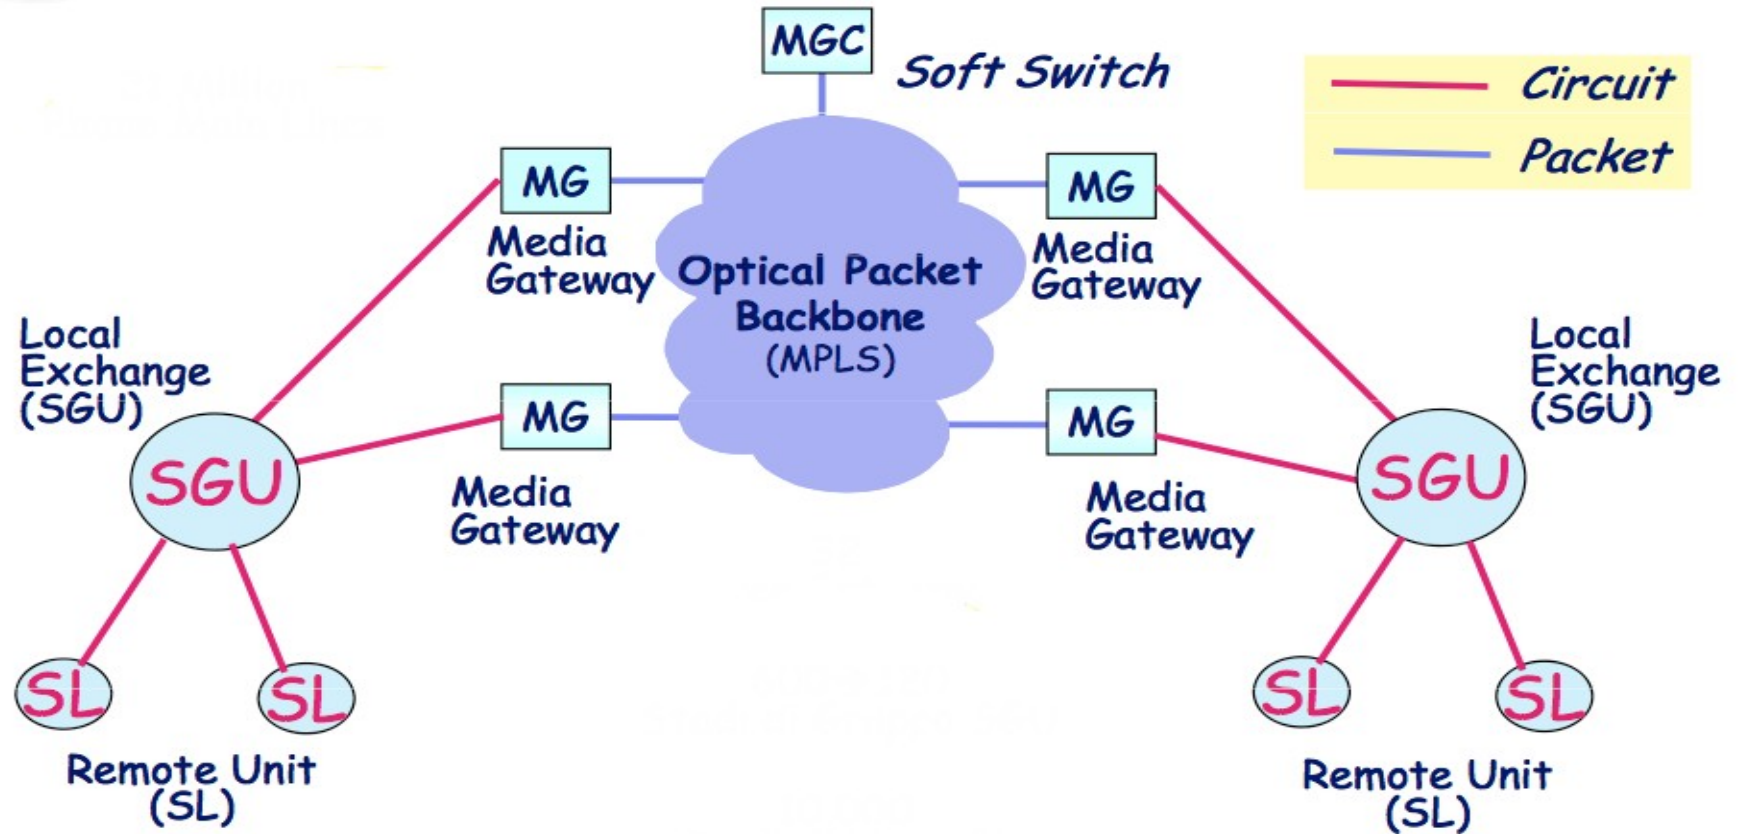 MGC
Soft Switch
Circuit
Packet
MG
Media
Gateway
MG
Media
Gateway
Optical Packet
Backbone
(MPLS)
Local
Exchange
(SGU)
SGU
MG
Media
Gateway
MG
Media
Gateway
Local
Exchange
(SGU)
SGU
SL
SL
Remote Unit
(SL)
SL
SL
Remote Unit
(SL)